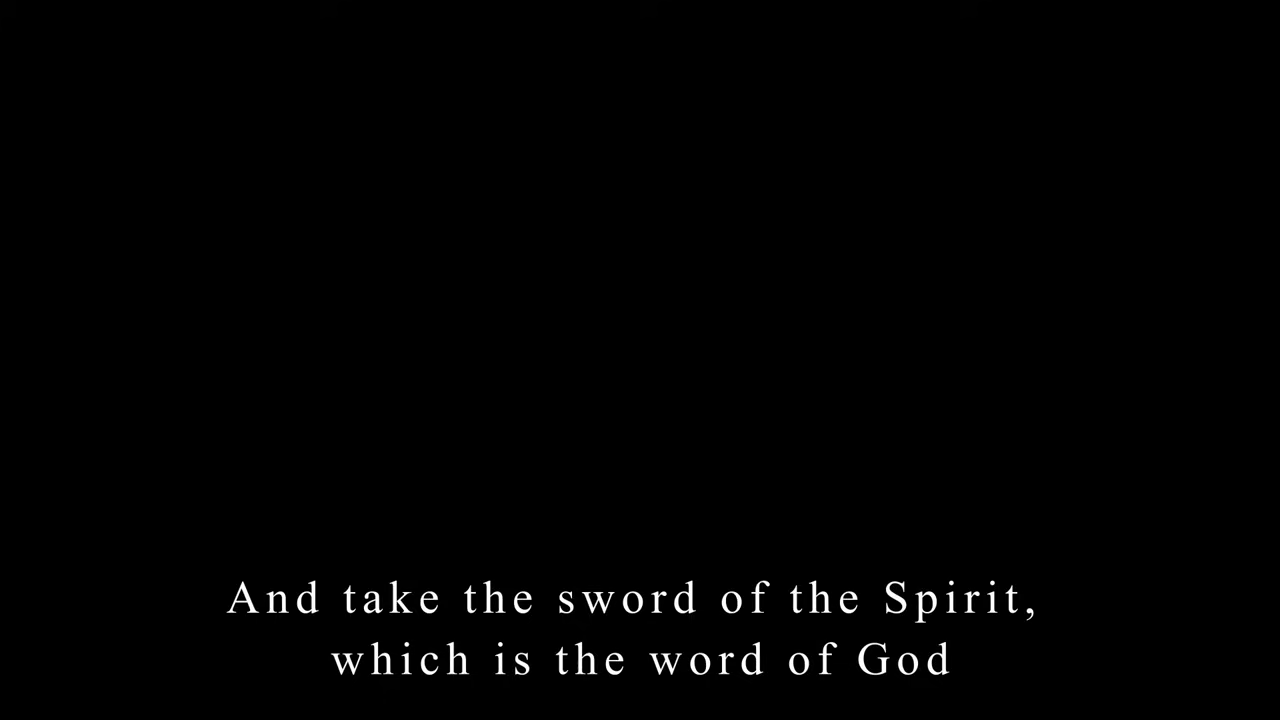 And take the sword of the Spirit,
which is the word of God